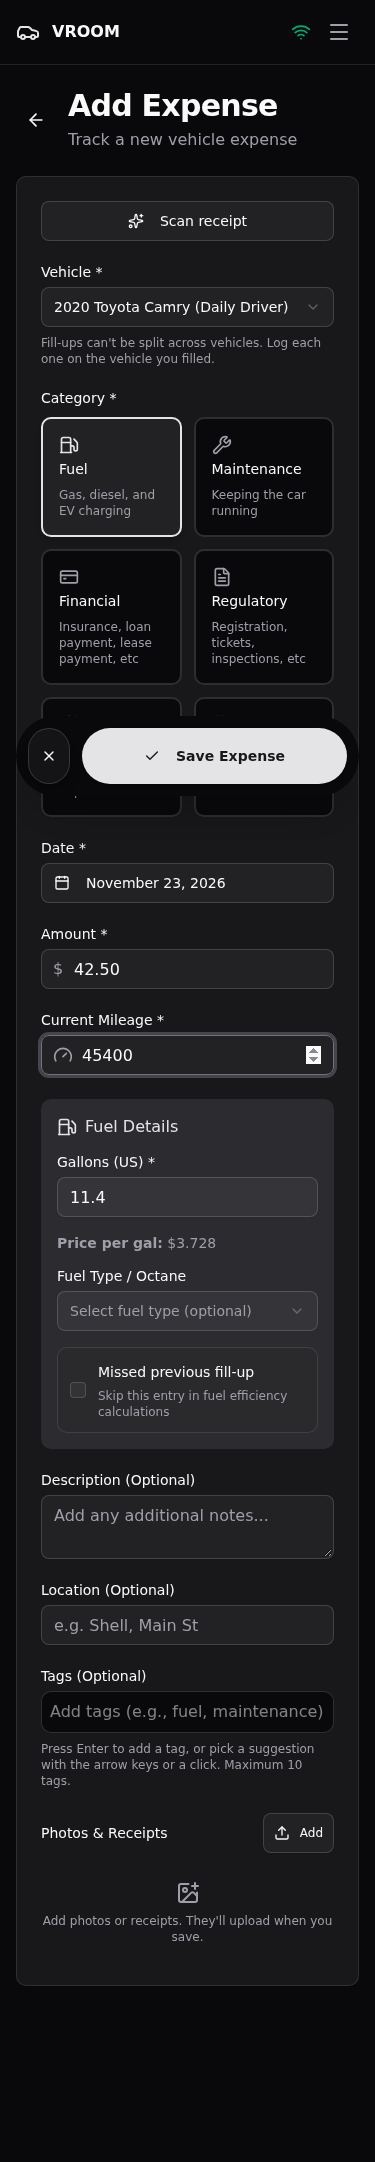 VROOM
Add Expense
Track a new vehicle expense
Scan receipt
Vehicle *
2020 Toyota Camry (Daily Driver)
Fill-ups can't be split across vehicles. Log each
one on the vehicle you filled.
Category *
Fuel
Gas, diesel, and
EV charging
Maintenance
Keeping the car
running
Financial
Insurance, loan
payment, lease
payment, etc
Regulatory
Registration,
tickets,
inspections, etc
Save Expense
Date *
November 23, 2026
Amount *
$ 42.50
Current Mileage *
45400
Fuel Details
Gallons (US) *
11.4
Price per gal: $3.728
Fuel Type / Octane
Select fuel type (optional)
Missed previous fill-up
Skip this entry in fuel efficiency
calculations
Description (Optional)
Add any additional notes...
Location (Optional)
e.g. Shell, Main St
Tags (Optional)
Add tags (e.g., fuel, maintenance)
Press Enter to add a tag, or pick a suggestion
with the arrow keys or a click. Maximum 10
tags.
Photos & Receipts
Add
Add photos or receipts. They'll upload when you
save.